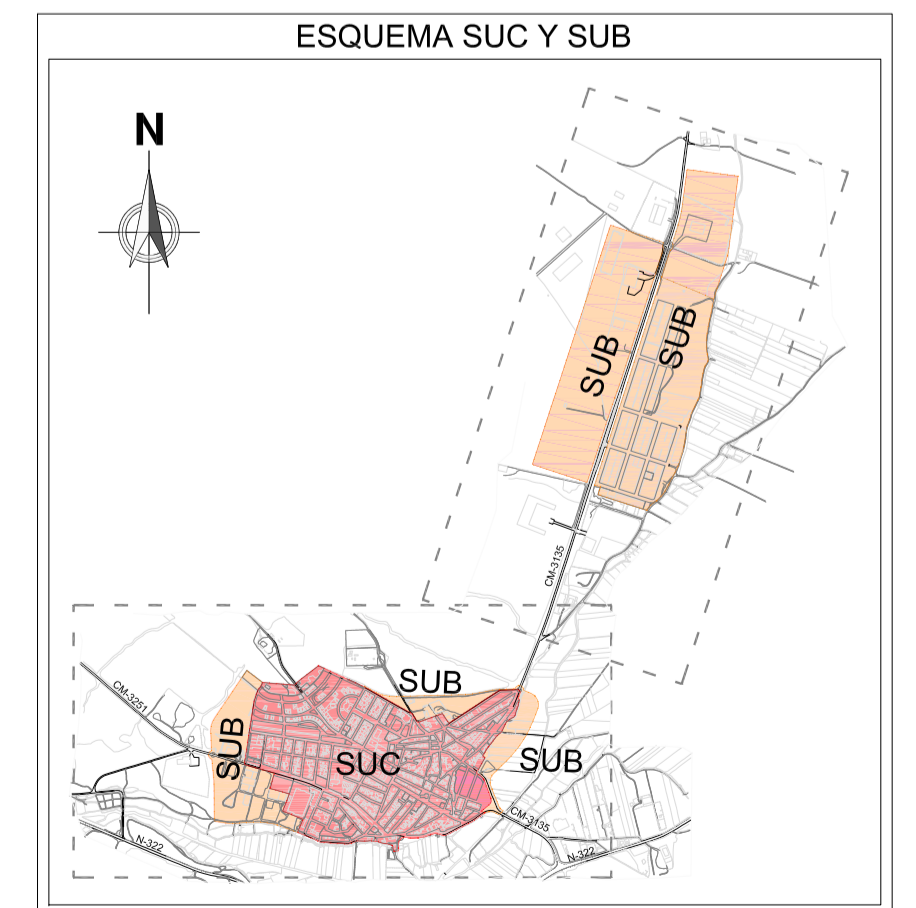 ESQUEMA SUC Y SUB
N
SUB
SUB
CM-3135
SUB
CM-3251
SUB
SUC
SUB
CM-3135
N-322
N-322